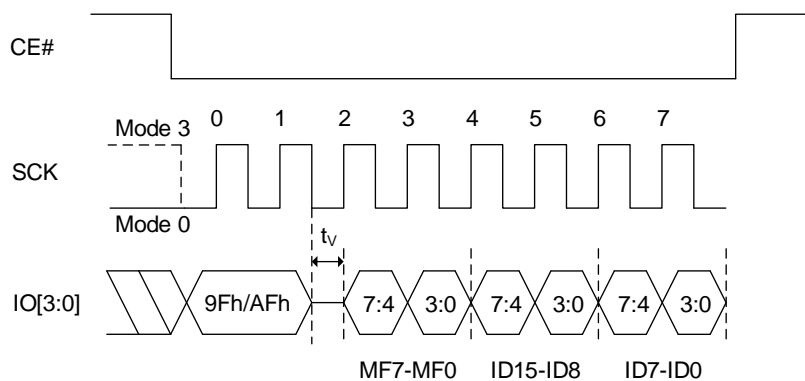 CE#
0 1 2 3 4 5 6 7
Mode 3
SCK
Mode 0
tV
IO[3:0] 9Fh/AFh 7:4 3:0 7:4 3:0 7:4 3:0
MF7-MF0 ID15-ID8 ID7-ID0